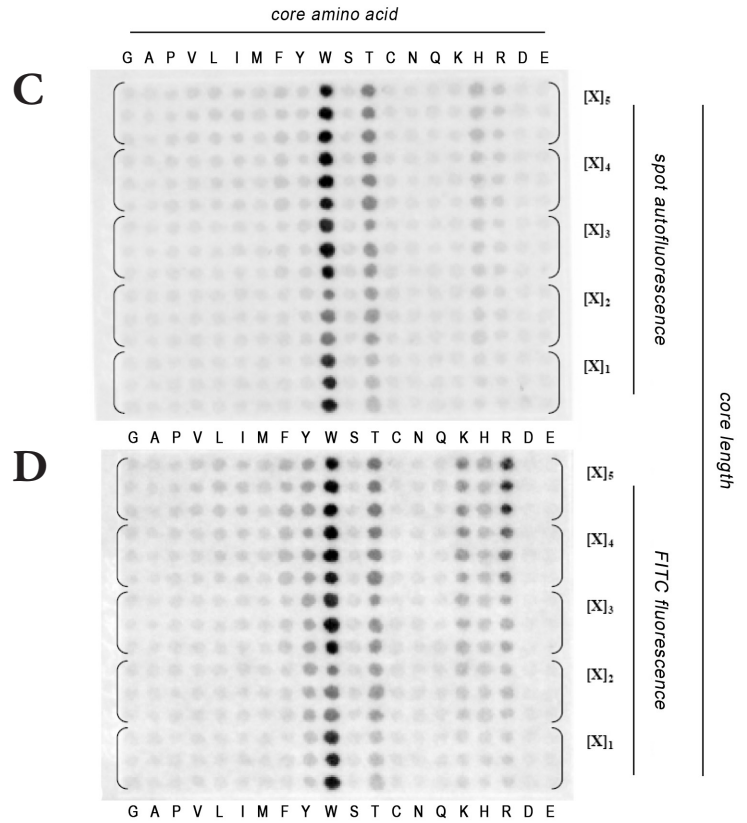 core amino acid
G A P V L I M F Y W S T C N Q K H R D E
C
[X]₅
[X]₄
[X]₃
[X]₂
[X]₁
spot autofluorescence
G A P V L I M F Y W S T C N Q K H R D E
D
[X]₅
[X]₄
[X]₃
[X]₂
[X]₁
FITC fluorescence
core length
G A P V L I M F Y W S T C N Q K H R D E